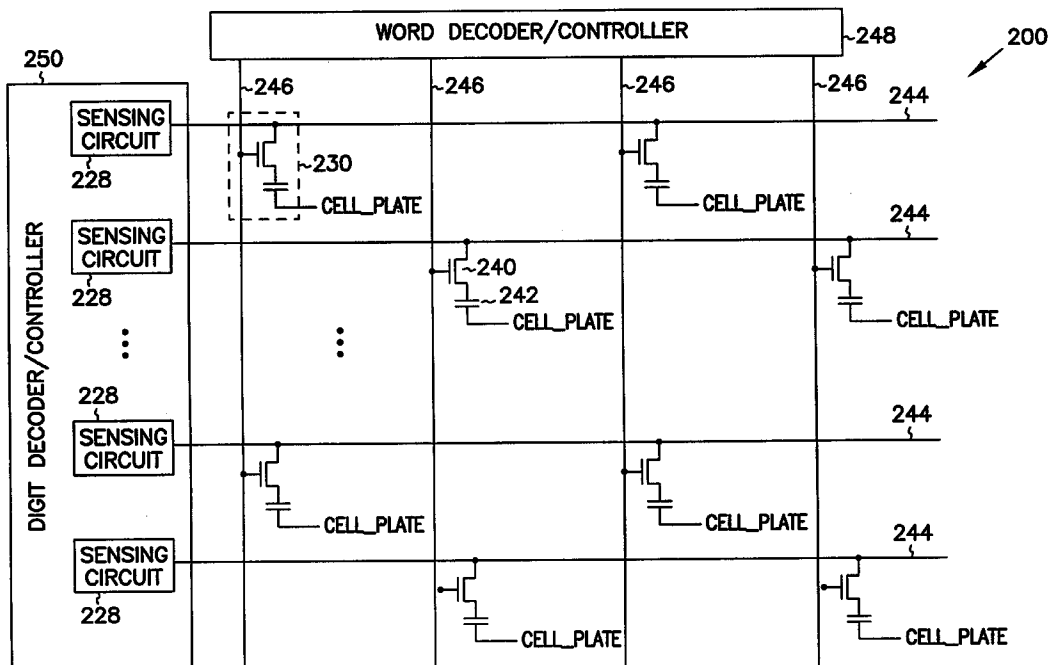 WORD DECODER/CONTROLLER
248
200
250
246
246
246
246
244
SENSING
CIRCUIT
228
230
CELL_PLATE
CELL_PLATE
244
SENSING
CIRCUIT
228
240
242
CELL_PLATE
CELL_PLATE
DIGIT DECODER/CONTROLLER
228
SENSING
CIRCUIT
244
CELL_PLATE
CELL_PLATE
244
SENSING
CIRCUIT
228
CELL_PLATE
CELL_PLATE